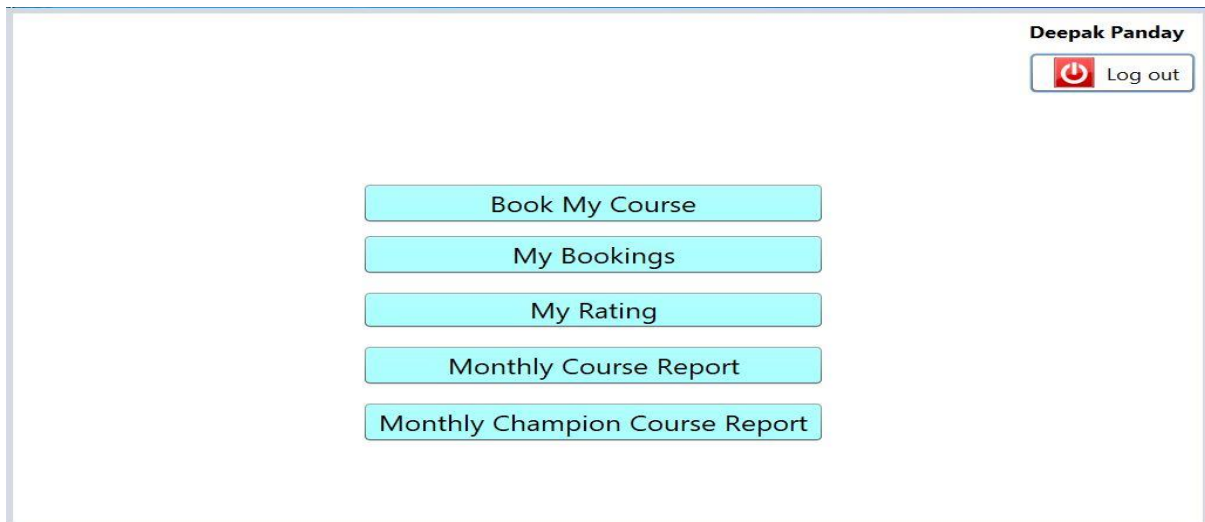 Deepak Panday
Log out
Book My Course
My Bookings
My Rating
Monthly Course Report
Monthly Champion Course Report